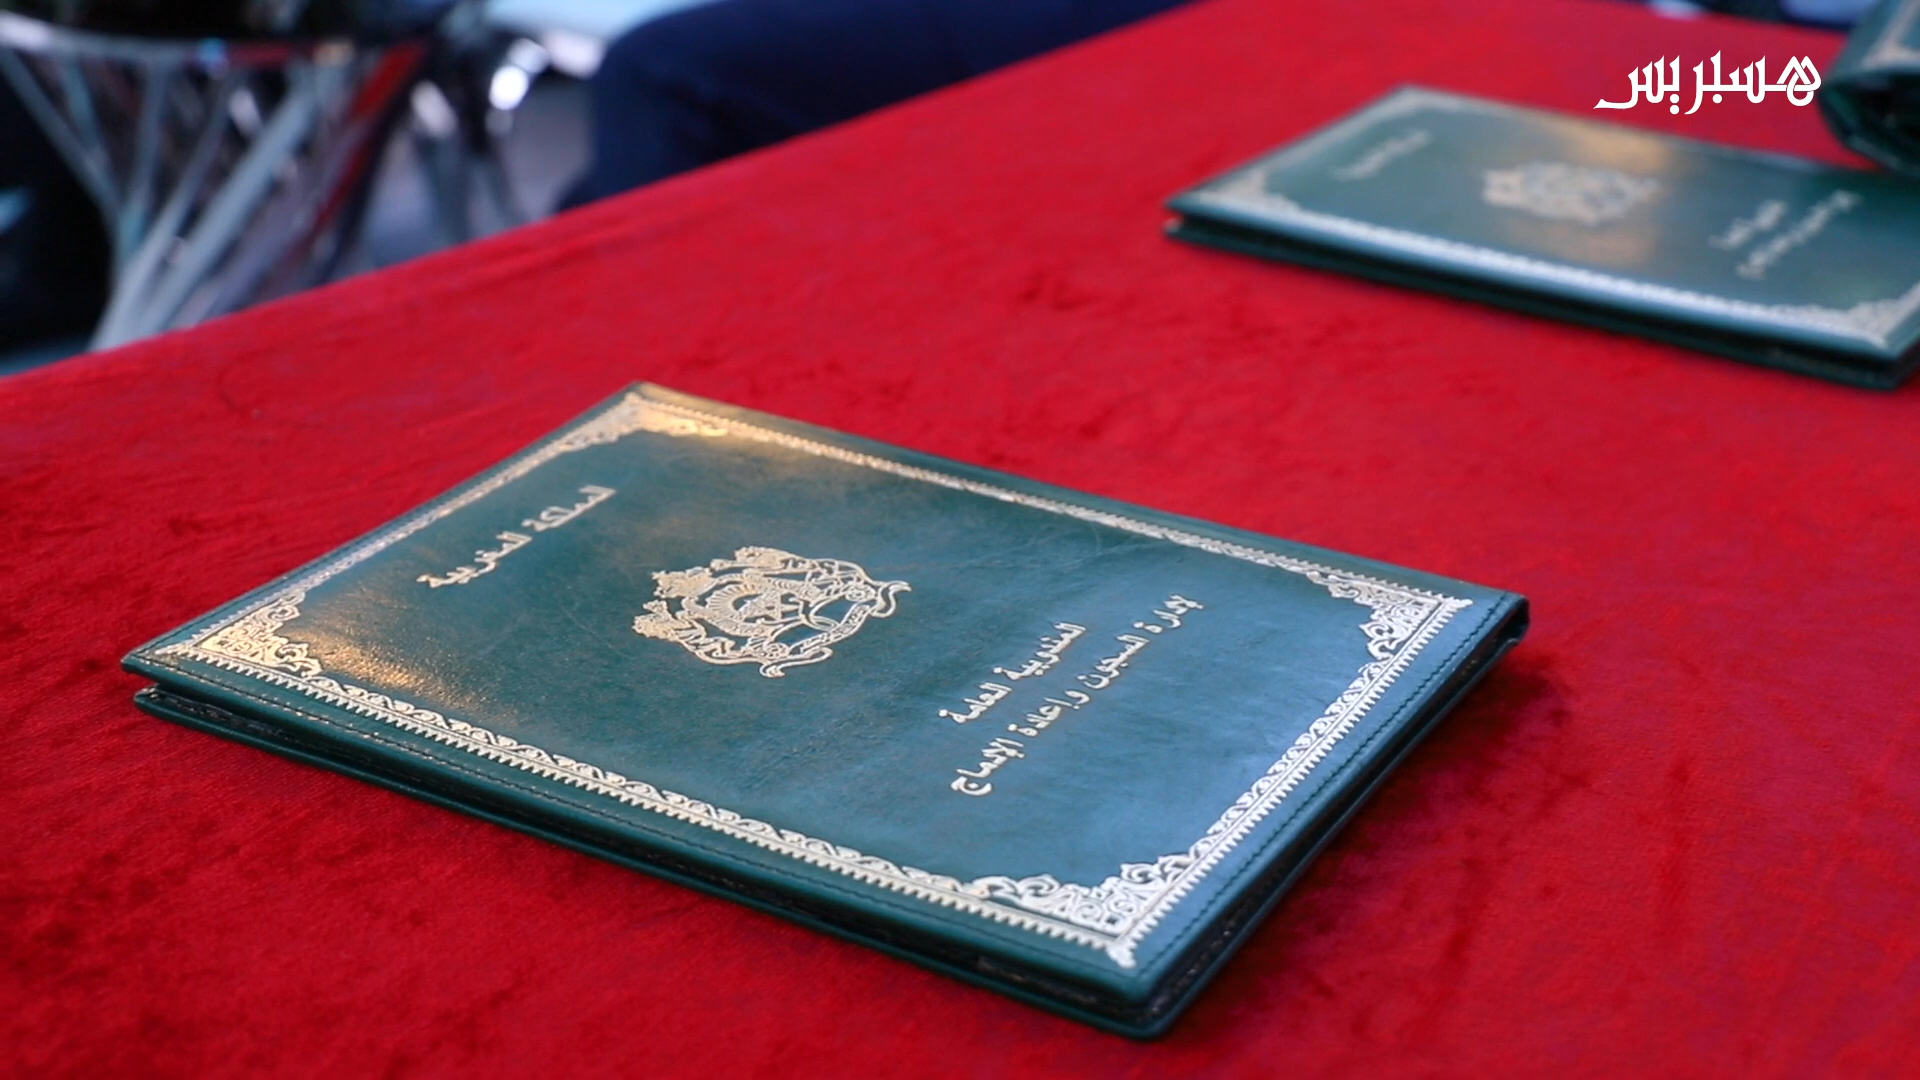 هسبريس
المملكة المغربية
المندوبية العامة
لإدارة السجون وإعادة الإدماج